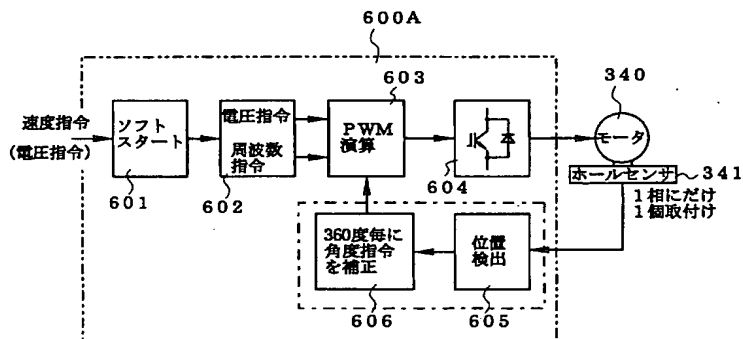 600A
603
340
速度指令
(電圧指令)
ソフト
スタート
電圧指令
周波数
指令
PWM
演算
モータ
ホールセンサ
341
1相にだけ
1個取付け
601
602
604
360度毎に
角度指令
を補正
位置
検出
606
605